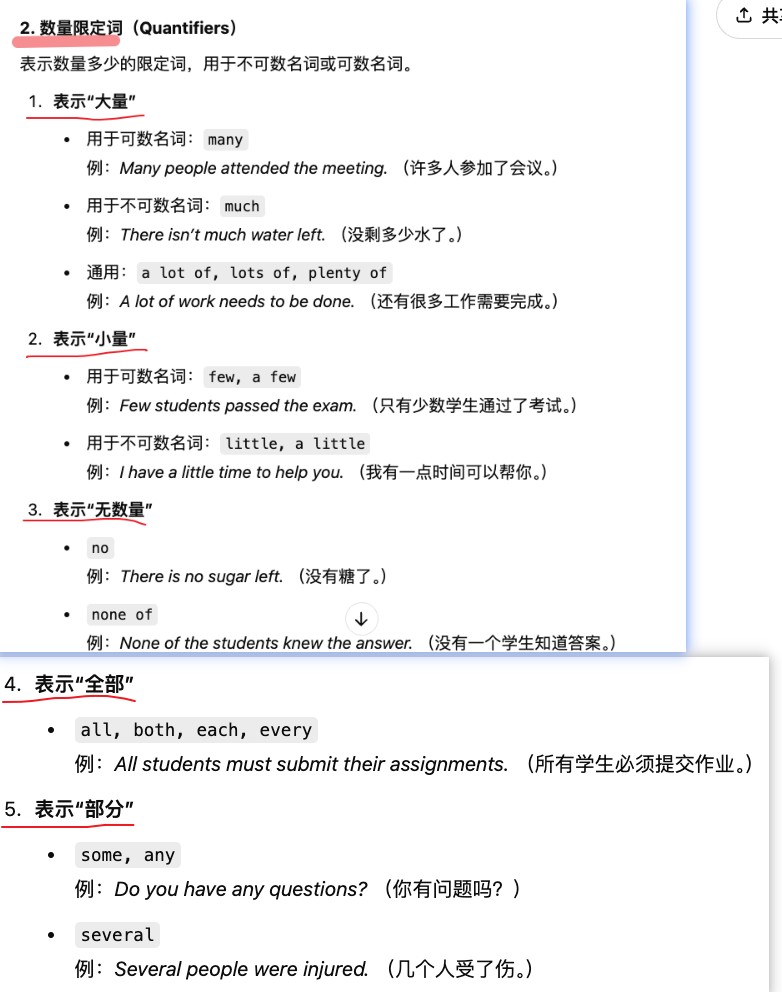 共享
2. 数量限定词（Quantifiers）
表示数量多少的限定词，用于不可数名词或可数名词。
1. 表示“大量”
• 用于可数名词： many
例：Many people attended the meeting. （许多人参加了会议。）
• 用于不可数名词： much
例：There isn’t much water left. （没剩多少水了。）
• 通用： a lot of, lots of, plenty of
例：A lot of work needs to be done. （还有很多工作需要完成。）
2. 表示“小量”
• 用于可数名词： few, a few
例：Few students passed the exam. （只有少数学生通过了考试。）
• 用于不可数名词： little, a little
例：I have a little time to help you. （我有一点时间可以帮你。）
3. 表示“无数量”
• no
例：There is no sugar left. （没有糖了。）
• none of
例：None of the students knew the answer. （没有一个学生知道答案。）
4. 表示“全部”
• all, both, each, every
例：All students must submit their assignments. （所有学生必须提交作业。）
5. 表示“部分”
• some, any
例：Do you have any questions? （你有问题吗？）
• several
例：Several people were injured. （几个人受了伤。）